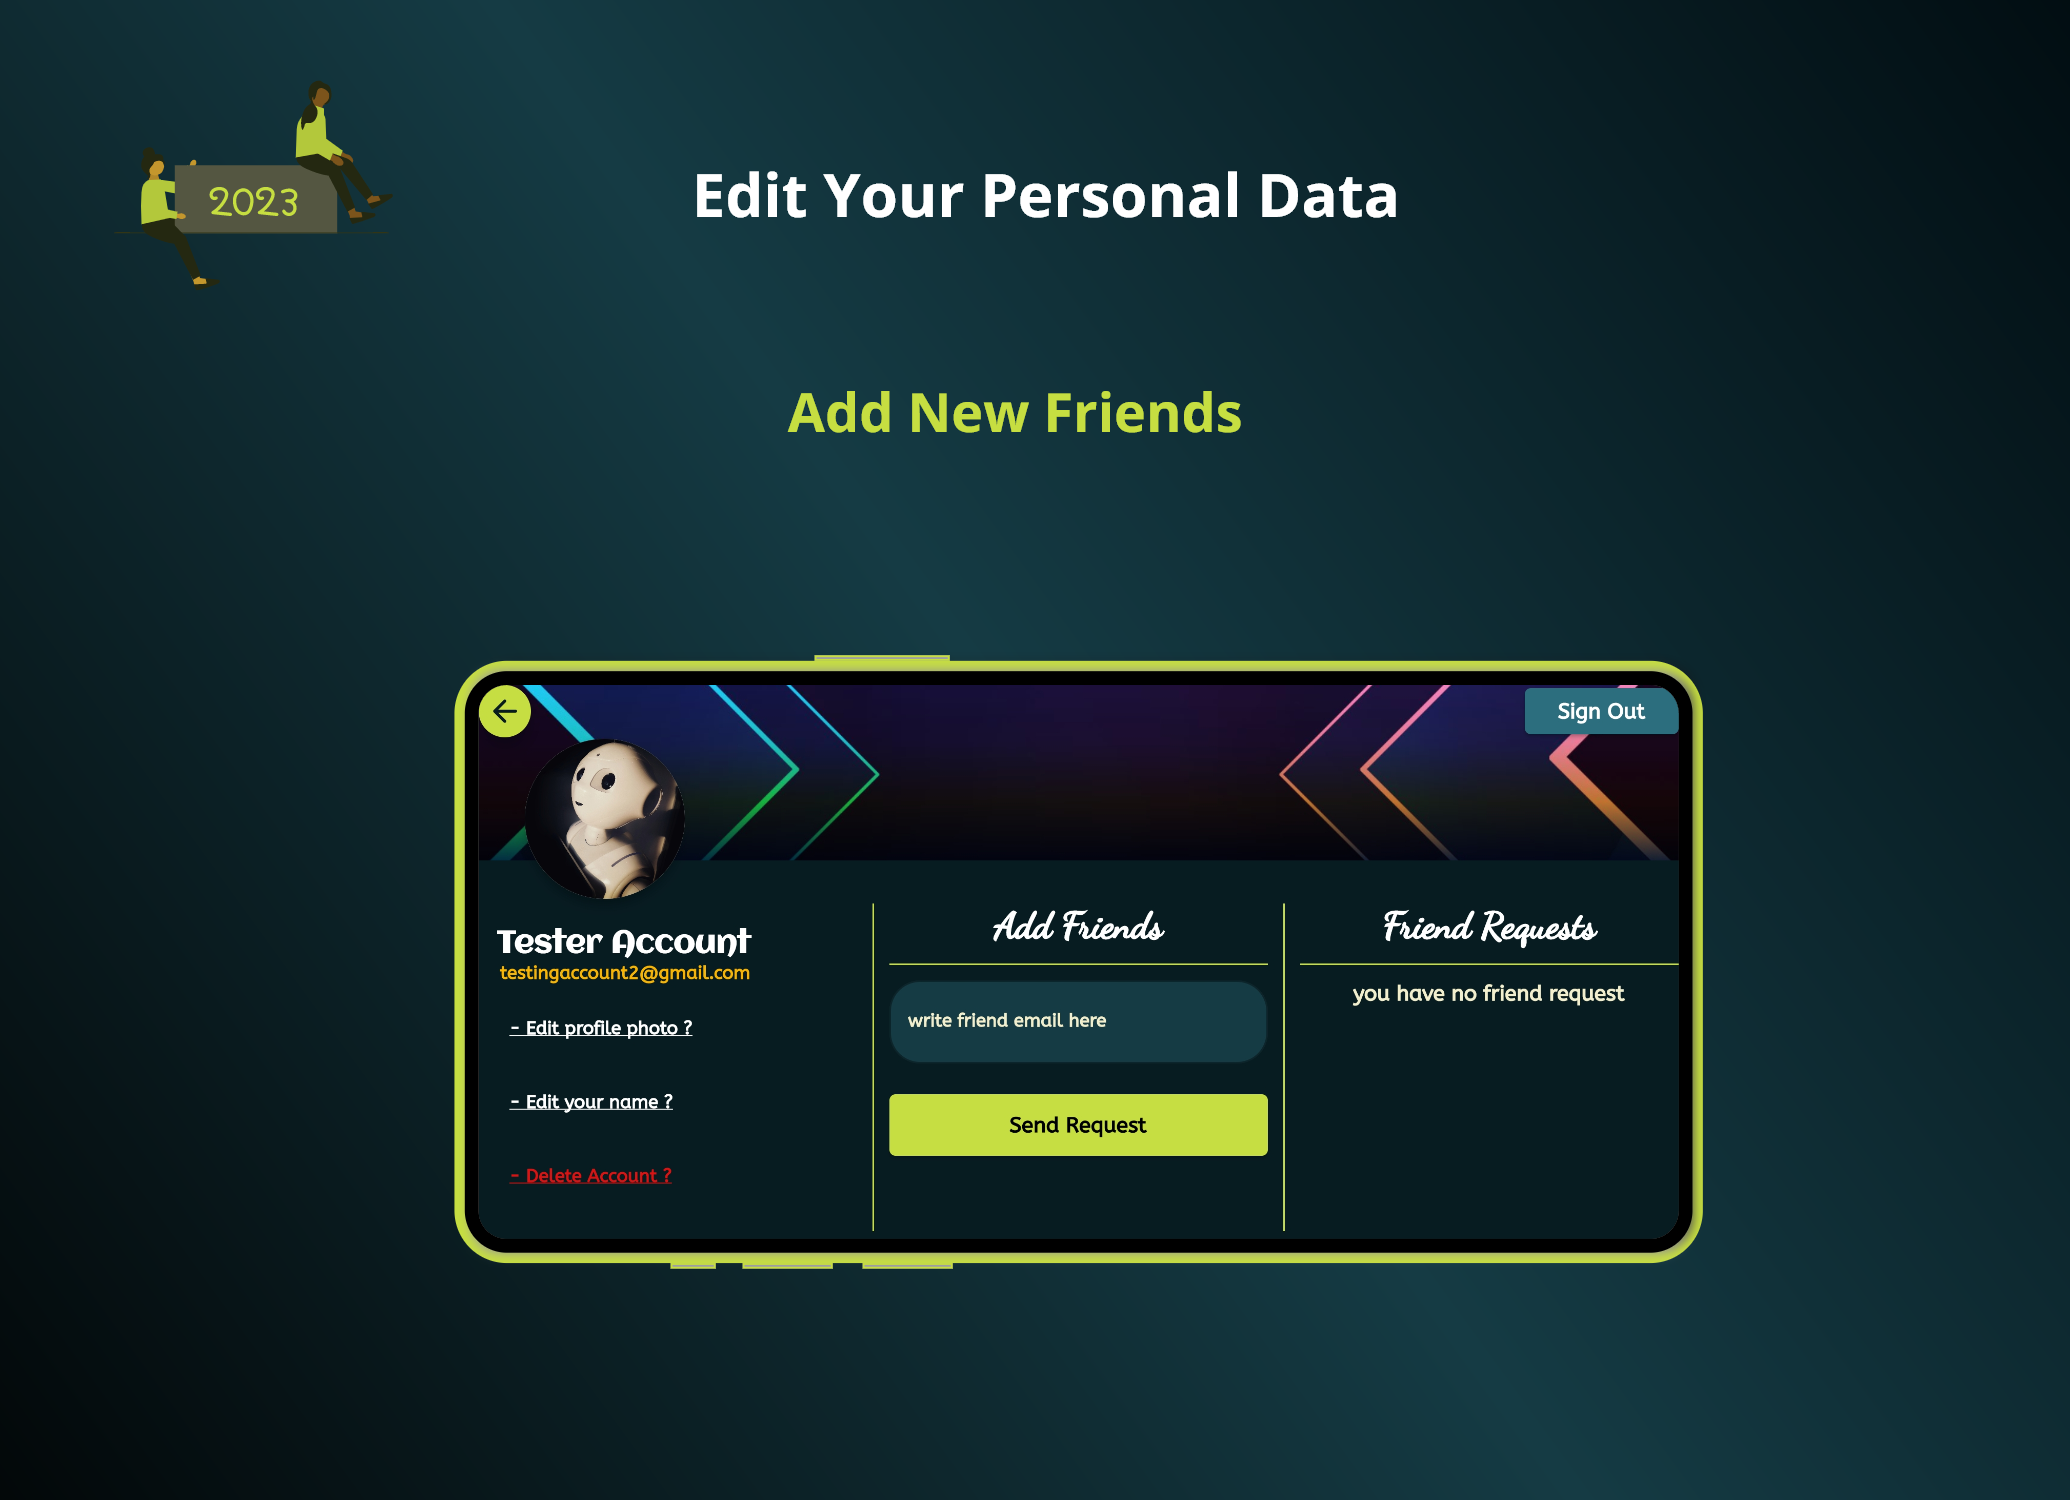 2023
Edit Your Personal Data
Add New Friends
Sign Out
Tester Account
testingaccount2@gmail.com
- Edit profile photo ?
- Edit your name ?
- Delete Account ?
Add Friends
write friend email here
Send Request
Friend Requests
you have no friend request